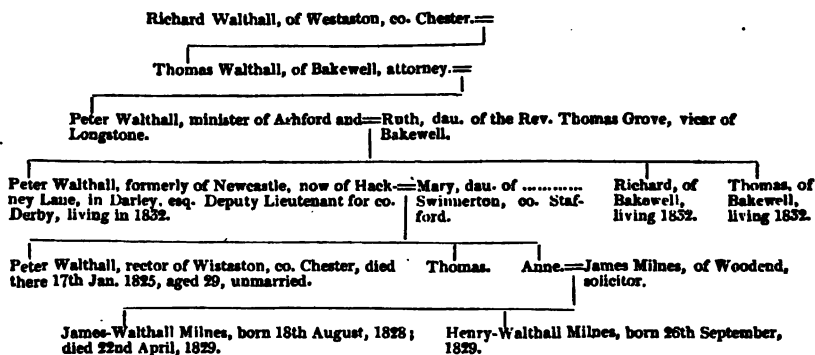 Richard Walthall, of Westaston, co. Chester.=
Thomas Walthall, of Bakewell, attorney.=
Peter Walthall, minister of Ashford and=Ruth, dau. of the Rev. Thomas Grove, vicar of
Longstone. Bakewell.
Peter Walthall, formerly of Newcastle, now of Hack-=Mary, dau. of ............ Richard, of Thomas, of
ney Lane, in Darley, esq. Deputy Lieutenant for co. Swinnerton, co. Staf- Bakewell, Bakewell,
Derby, living in 1832. ford. living 1832. living 1832.
Peter Walthall, rector of Wistaston, co. Chester, died Thomas. Anne.=James Milnes, of Woodend,
there 17th Jan. 1825, aged 29, unmarried. solicitor.
James-Walthall Milnes, born 18th August, 1828; Henry-Walthall Milnes, born 26th September,
died 22nd April, 1829. 1829.